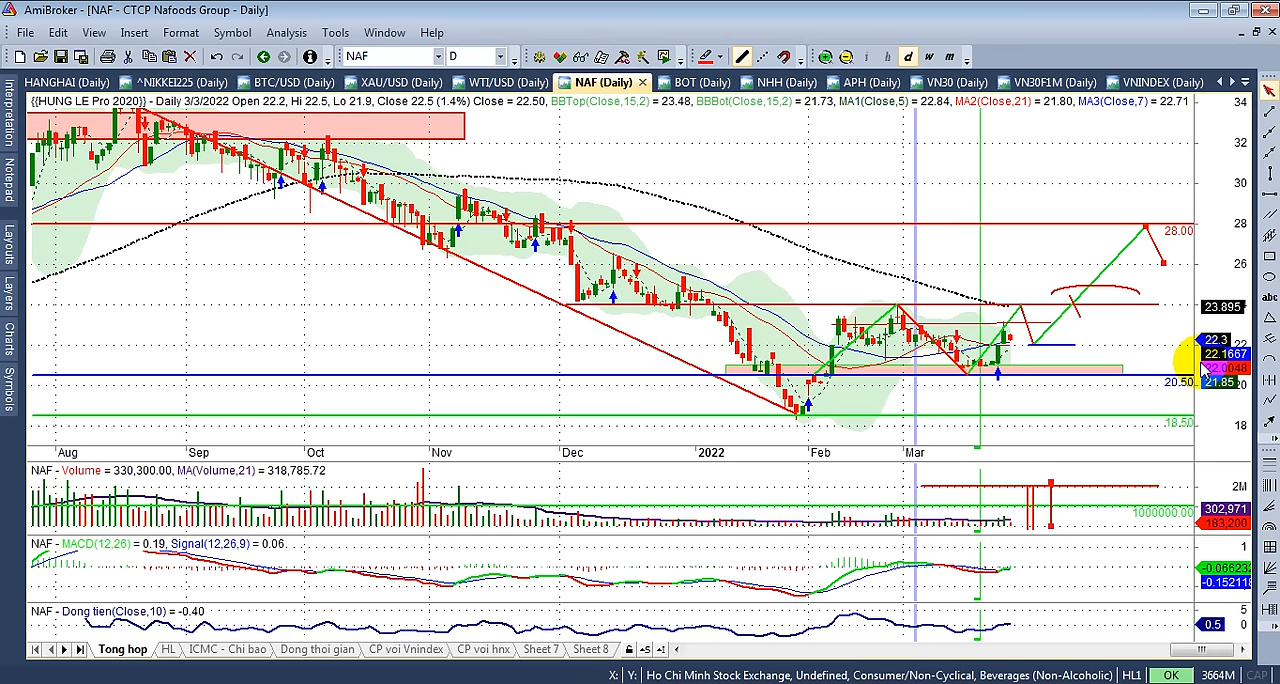 AmiBroker - [NAF - CTCP Nafoods Group - Daily]
File Edit View Insert Format Symbol Analysis Tools Window Help
NAF D i h d w m
HANGHAI (Daily) ^NIKKEI225 (Daily) BTC/USD (Daily) XAU/USD (Daily) WTI/USD (Daily) NAF (Daily) BOT (Daily) NHH (Daily) APH (Daily) VN30 (Daily) VN30F1M (Daily) VNINDEX (Daily)
{{HUNG LE Pro 2020}} - Daily 3/3/2022 Open 22.2, Hi 22.5, Lo 21.9, Close 22.5 (1.4%) Close = 22.50, BBTop(Close,15,2) = 23.48, BBBot(Close,15,2) = 21.73, MA1(Close,5) = 22.84, MA2(Close,21) = 21.80, MA3(Close,7) = 22.71
Interpretation
Notepad
Layouts
Layers
Charts
Symbols
34
32
30
28
28.00
26
abc
23.895
22.3
22
22.1667
22.0048
20.50
21.85
20
18.50
18
Aug Sep Oct Nov Dec 2022 Feb Mar
NAF - Volume = 330,300.00, MA(Volume,21) = 318,785.72
2M
1000000.00
302,971
183,200
NAF - MACD(12,26) = 0.19, Signal(12,26,9) = 0.06
1
-0.066232
-0.152118
NAF - Dong tien(Close,10) = -0.40
5
0.5
0
Tong hop HL ICMC - Chi bao Dong thoi gian CP voi Vnindex CP voi hnx Sheet 7 Sheet 8
X: Y: Ho Chi Minh Stock Exchange, Undefined, Consumer/Non-Cyclical, Beverages (Non-Alcoholic) HL1 OK 3664M CAP